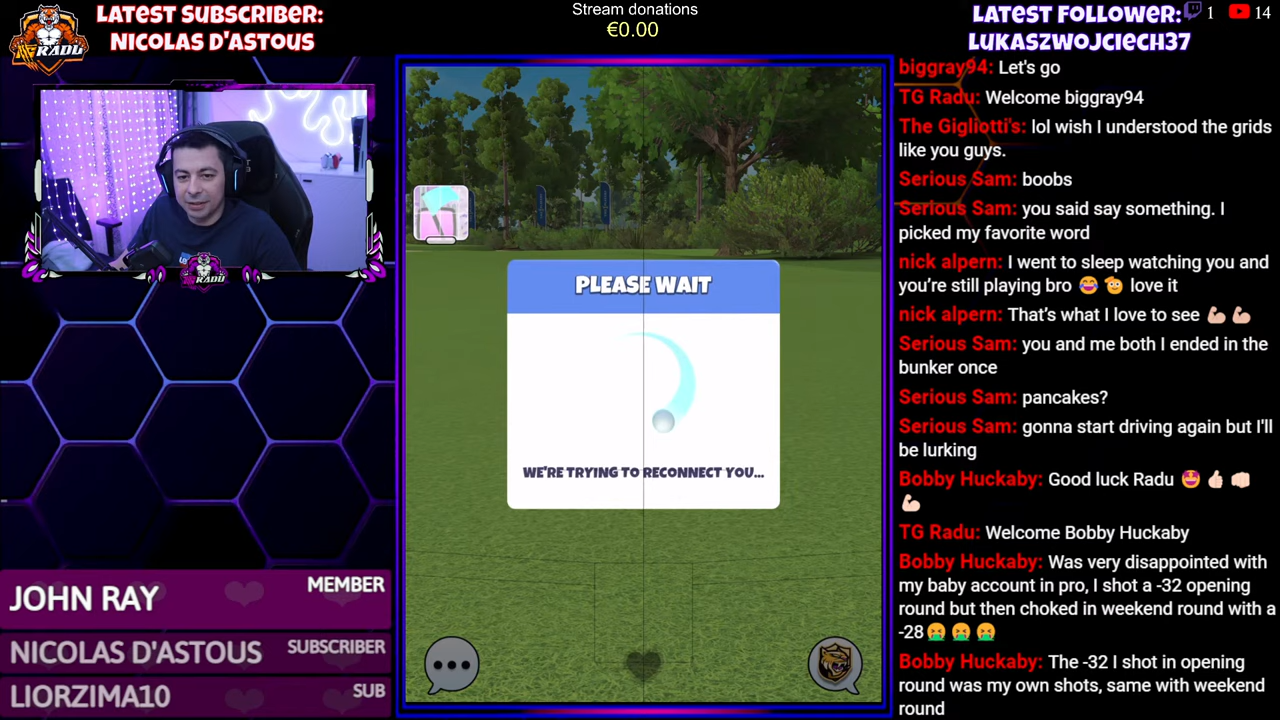 LATEST SUBSCRIBER:
NICOLAS D'ASTOUS
RADU
Stream donations
€0.00
LATEST FOLLOWER:
LUKASZWOJCIECH37
1
14
PLEASE WAIT
WE'RE TRYING TO RECONNECT YOU...
RADU
JOHN RAY
MEMBER
NICOLAS D'ASTOUS
SUBSCRIBER
LIORZIMA10
SUB
biggray94: Let's go
TG Radu: Welcome biggray94
The Gigliotti's: lol wish I understood the grids
like you guys.
Serious Sam: boobs
Serious Sam: you said say something. I
picked my favorite word
nick alpern: I went to sleep watching you and
you’re still playing bro 😂 🫡 love it
nick alpern: That’s what I love to see 💪🏻 💪🏻
Serious Sam: you and me both I ended in the
bunker once
Serious Sam: pancakes?
Serious Sam: gonna start driving again but I'll
be lurking
Bobby Huckaby: Good luck Radu 🤩 👍🏻 👊🏻
💪🏻
TG Radu: Welcome Bobby Huckaby
Bobby Huckaby: Was very disappointed with
my baby account in pro, I shot a -32 opening
round but then choked in weekend round with a
-28 🤮 🤮 🤮
Bobby Huckaby: The -32 I shot in opening
round was my own shots, same with weekend
round